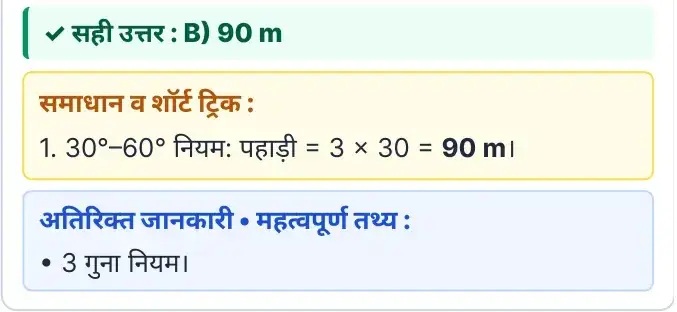 ✓ सही उत्तर : B) 90 m
समाधान व शॉर्ट ट्रिक :
1. 30°–60° नियम: पहाड़ी = 3 × 30 = 90 m।
अतिरिक्त जानकारी • महत्वपूर्ण तथ्य :
• 3 गुना नियम।